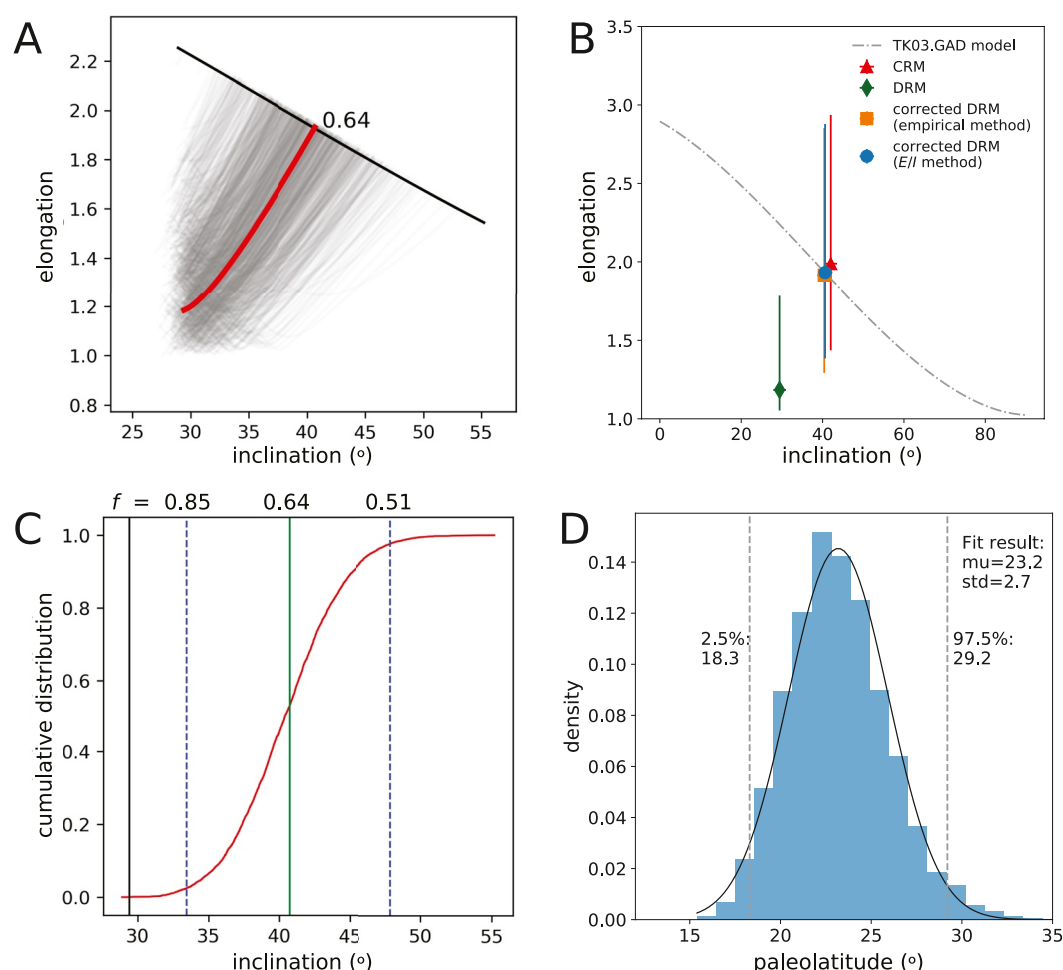 A
2.2
2.0
1.8
1.6
1.4
1.2
1.0
0.8
elongation
0.64
25 30 35 40 45 50 55
inclination (°)
B
3.5
3.0
2.5
2.0
1.5
1.0
elongation
TK03.GAD model
CRM
DRM
corrected DRM
(empirical method)
corrected DRM
(E/I method)
0 20 40 60 80
inclination (°)
C
f = 0.85 0.64 0.51
1.0
0.8
0.6
0.4
0.2
0.0
cumulative distribution
30 35 40 45 50 55
inclination (°)
D
0.14
0.12
0.10
0.08
0.06
0.04
0.02
0.00
density
Fit result:
mu=23.2
std=2.7
2.5%:
18.3
97.5%:
29.2
15 20 25 30 35
paleolatitude (°)